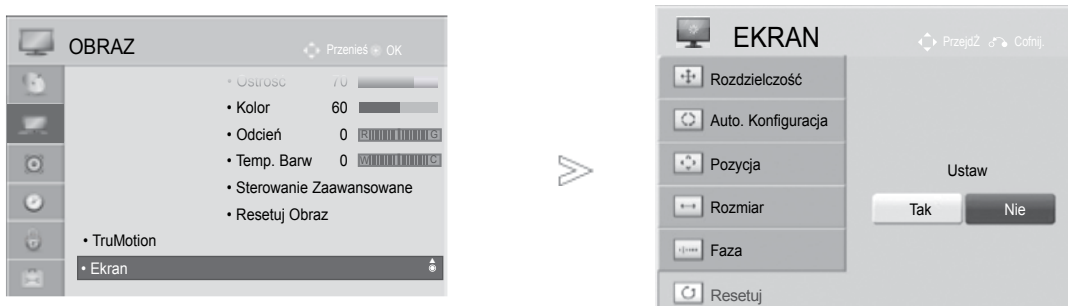 OBRAZ
Przenieś OK
• Ostrość 70
• Kolor 60
• Odcień 0 R G
• Temp. Barw 0 W C
• Sterowanie Zaawansowane
• Resetuj Obraz
• TruMotion
• Ekran
EKRAN
PrzejdŹ Cofnij.
Rozdzielczość
Auto. Konfiguracja
Pozycja
Rozmiar
Faza
Resetuj
Ustaw
Tak Nie